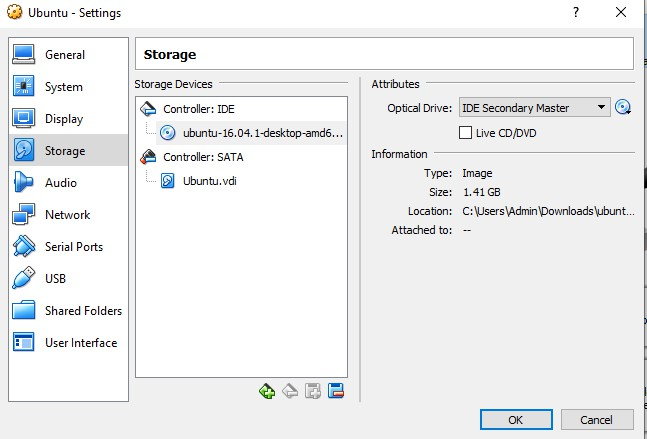 Ubuntu - Settings
?
General
System
Display
Storage
Audio
Network
Serial Ports
USB
Shared Folders
User Interface
Storage
Storage Devices
Controller: IDE
ubuntu-16.04.1-desktop-amd6...
Controller: SATA
Ubuntu.vdi
Attributes
Optical Drive: IDE Secondary Master
Live CD/DVD
Information
Type: Image
Size: 1.41 GB
Location: C:\Users\Admin\Downloads\ubunt...
Attached to: --
OK
Cancel